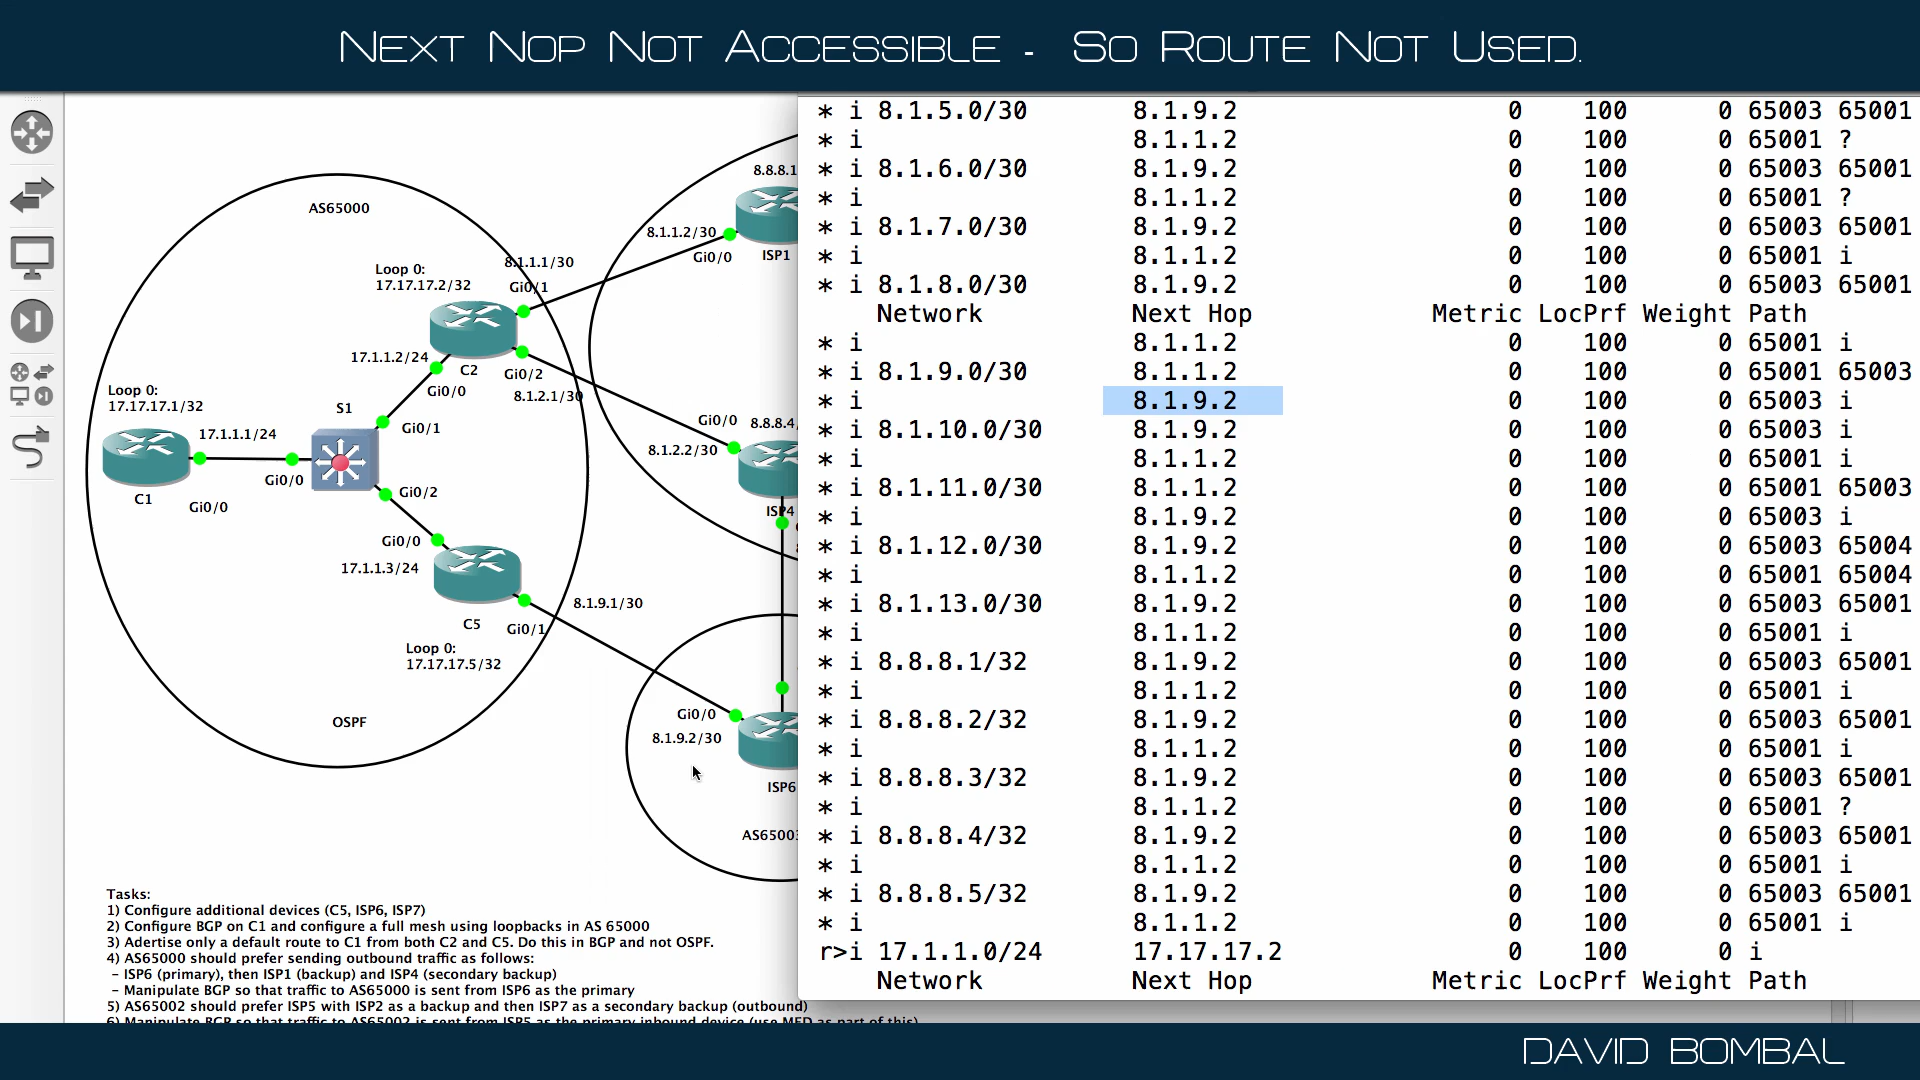 Next Nop Not Accessible - So Route Not Used.
AS65000
Loop 0:
17.17.17.2/32
8.1.1.1/30
Gi0/1
8.1.1.2/30
Gi0/0
8.8.8.1
ISP1
17.1.1.2/24
C2
Gi0/0
Gi0/2
8.1.2.1/30
Loop 0:
17.17.17.1/32
S1
17.1.1.1/24
Gi0/1
Gi0/0
8.8.8.4
8.1.2.2/30
Gi0/0
C1
Gi0/0
Gi0/2
ISP4
Gi0/0
17.1.1.3/24
8.1.9.1/30
C5
Gi0/1
Loop 0:
17.17.17.5/32
OSPF
Gi0/0
8.1.9.2/30
ISP6
AS65003
Tasks:
1) Configure additional devices (C5, ISP6, ISP7)
2) Configure BGP on C1 and configure a full mesh using loopbacks in AS 65000
3) Adertise only a default route to C1 from both C2 and C5. Do this in BGP and not OSPF.
4) AS65000 should prefer sending outbound traffic as follows:
- ISP6 (primary), then ISP1 (backup) and ISP4 (secondary backup)
- Manipulate BGP so that traffic to AS65000 is sent from ISP6 as the primary
5) AS65002 should prefer ISP5 with ISP2 as a backup and then ISP7 as a secondary backup (outbound)
6) Manipulate BGP so that traffic to AS65002 is sent from ISP5 as the primary inbound device (use MED as part of this)
* i 8.1.5.0/30 8.1.9.2 0 100 0 65003 65001
* i 8.1.1.2 0 100 0 65001 ?
* i 8.1.6.0/30 8.1.9.2 0 100 0 65003 65001
* i 8.1.1.2 0 100 0 65001 ?
* i 8.1.7.0/30 8.1.9.2 0 100 0 65003 65001
* i 8.1.1.2 0 100 0 65001 i
* i 8.1.8.0/30 8.1.9.2 0 100 0 65003 65001
Network Next Hop Metric LocPrf Weight Path
* i 8.1.1.2 0 100 0 65001 i
* i 8.1.9.0/30 8.1.1.2 0 100 0 65001 65003
* i 8.1.9.2 0 100 0 65003 i
* i 8.1.10.0/30 8.1.9.2 0 100 0 65003 i
* i 8.1.1.2 0 100 0 65001 i
* i 8.1.11.0/30 8.1.1.2 0 100 0 65001 65003
* i 8.1.9.2 0 100 0 65003 i
* i 8.1.12.0/30 8.1.9.2 0 100 0 65003 65004
* i 8.1.1.2 0 100 0 65001 65004
* i 8.1.13.0/30 8.1.9.2 0 100 0 65003 65001
* i 8.1.1.2 0 100 0 65001 i
* i 8.8.8.1/32 8.1.9.2 0 100 0 65003 65001
* i 8.1.1.2 0 100 0 65001 i
* i 8.8.8.2/32 8.1.9.2 0 100 0 65003 65001
* i 8.1.1.2 0 100 0 65001 i
* i 8.8.8.3/32 8.1.9.2 0 100 0 65003 65001
* i 8.1.1.2 0 100 0 65001 ?
* i 8.8.8.4/32 8.1.9.2 0 100 0 65003 65001
* i 8.1.1.2 0 100 0 65001 i
* i 8.8.8.5/32 8.1.9.2 0 100 0 65003 65001
* i 8.1.1.2 0 100 0 65001 i
r>i 17.1.1.0/24 17.17.17.2 0 100 0 i
Network Next Hop Metric LocPrf Weight Path
David Bombal